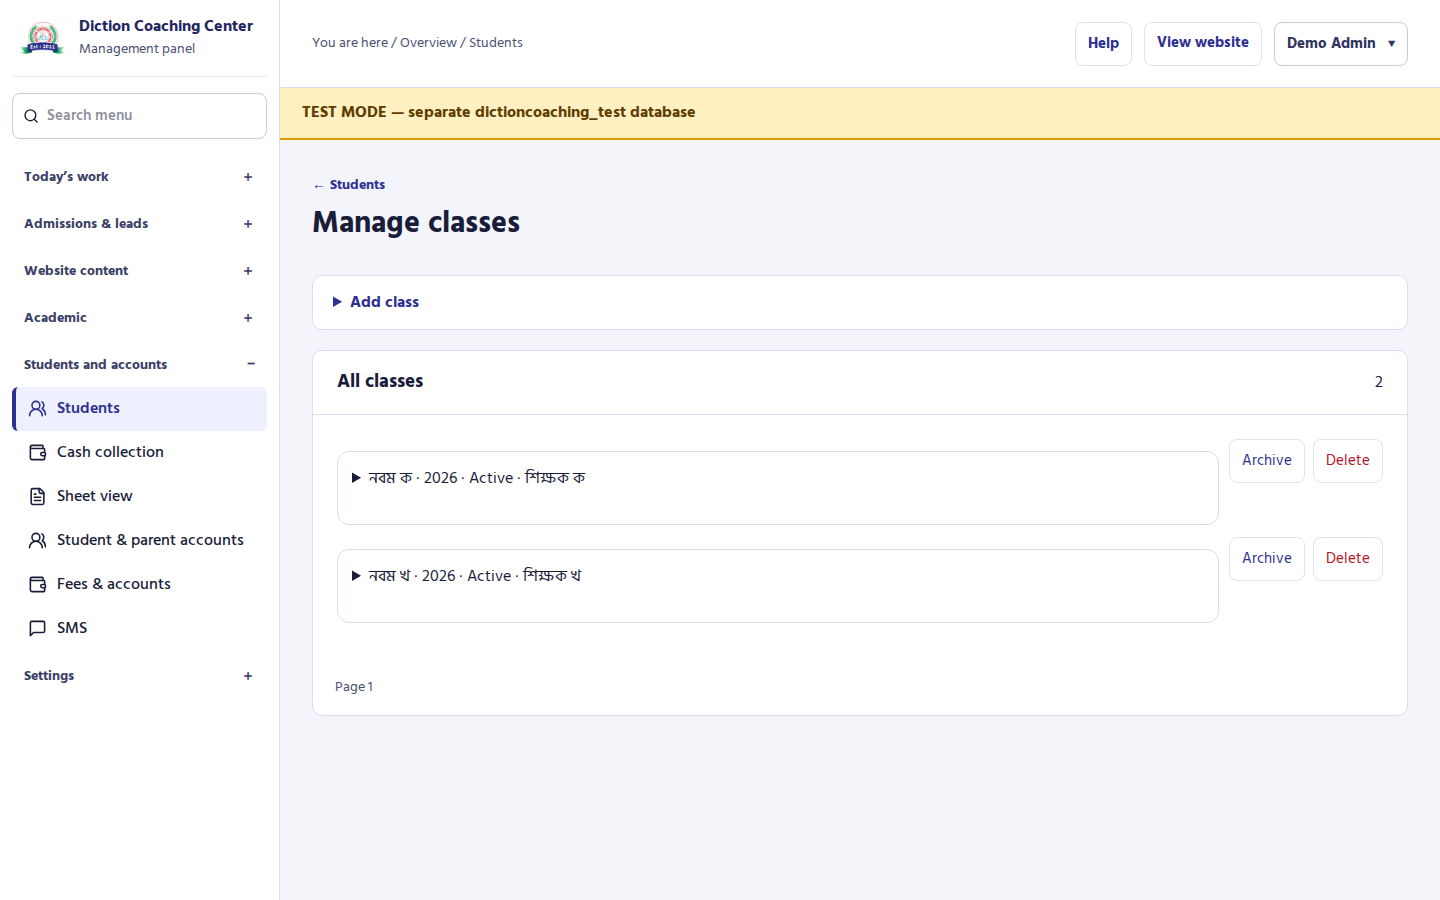 Diction Coaching Center
Management panel
Est : 2011
Search menu
Today's work +
Admissions & leads +
Website content +
Academic +
Students and accounts −
Students
Cash collection
Sheet view
Student & parent accounts
Fees & accounts
SMS
Settings +
You are here / Overview / Students
Help
View website
Demo Admin ▼
TEST MODE — separate dictioncoaching_test database
← Students
Manage classes
▶ Add class
All classes 2
▶ নবম ক · 2026 · Active · শিক্ষক ক
Archive Delete
▶ নবম খ · 2026 · Active · শিক্ষক খ
Archive Delete
Page 1